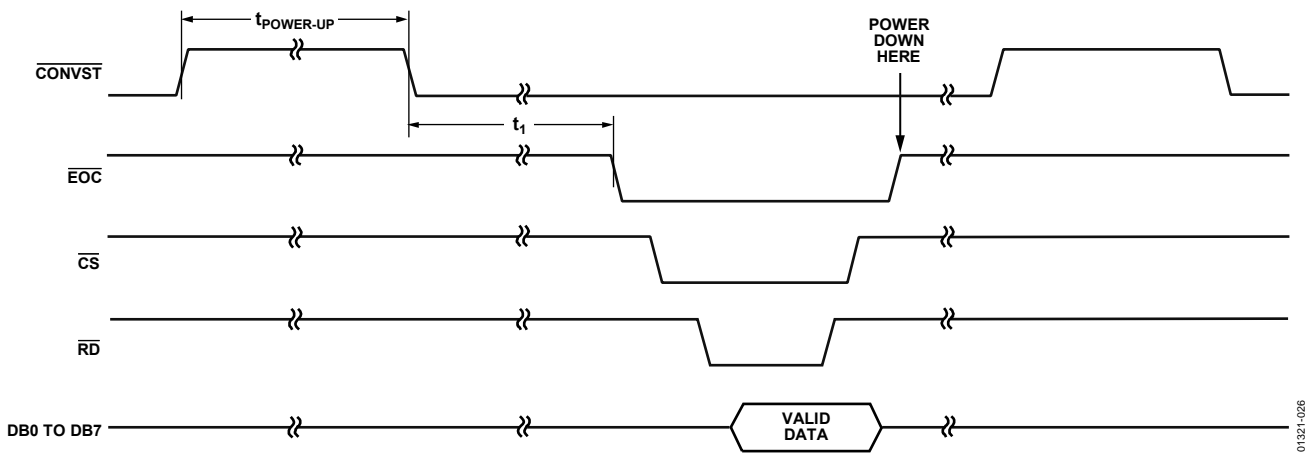 tPOWER-UP
POWER
DOWN
HERE
CONVST
t1
EOC
CS
RD
DB0 TO DB7
VALID
DATA
01321-026